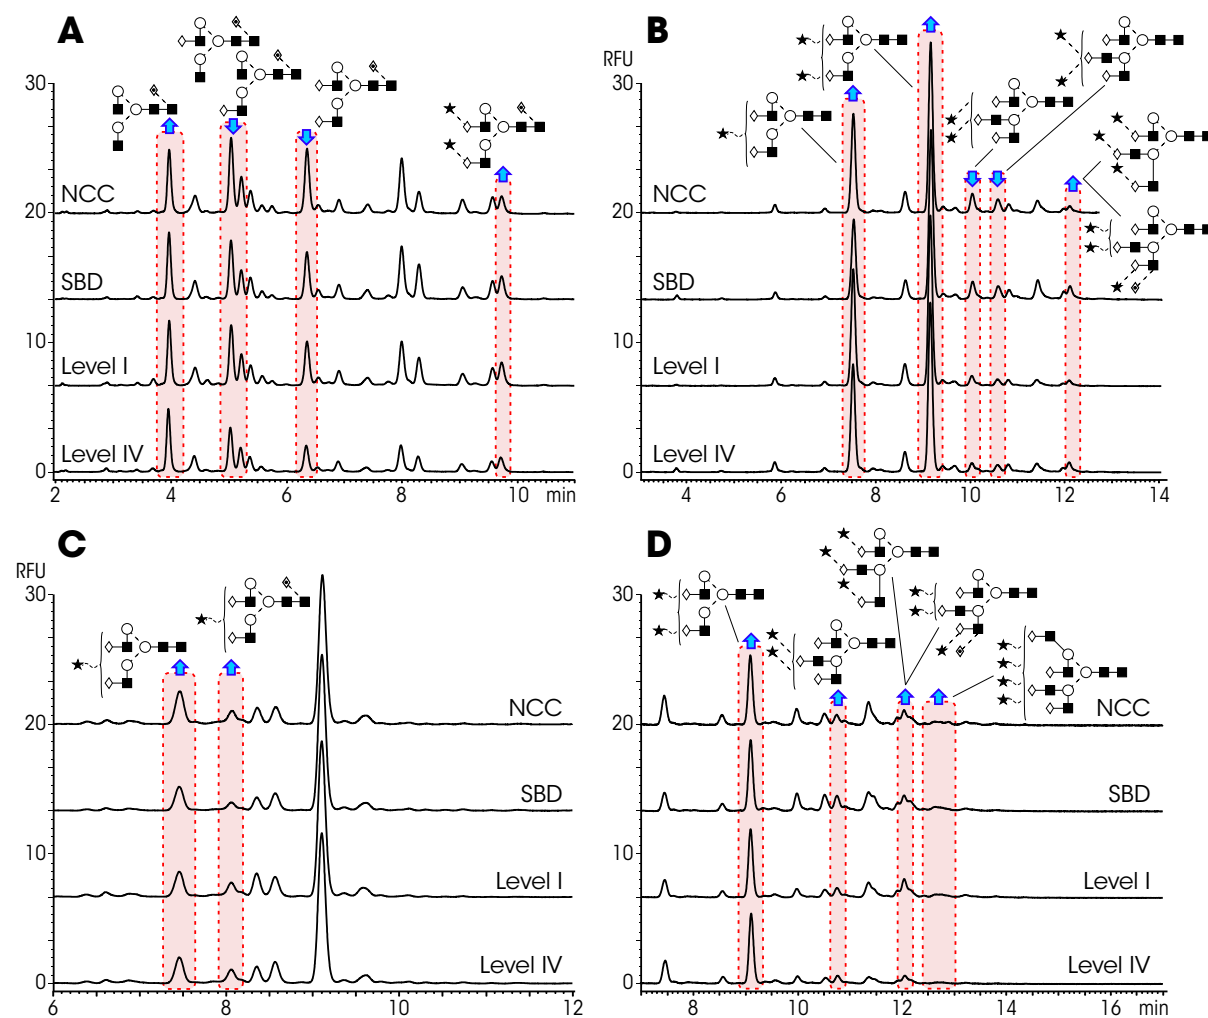 A
B
RFU
30
30
NCC
NCC
20
20
SBD
SBD
10
10
Level I
Level I
Level IV
Level IV
0
0
2 4 6 8 10 min
4 6 8 10 12 14
C
D
RFU
30
30
NCC
NCC
20
20
SBD
SBD
10
10
Level I
Level I
Level IV
Level IV
0
0
6 8 10 12
8 10 12 14 16 min